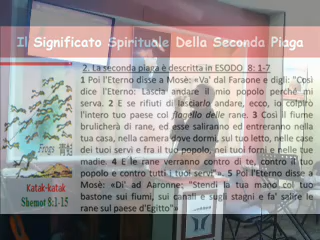 Il Significato Spirituale Della Seconda Piaga
2. La seconda piaga è descritta in ESODO 8: 1-7
1 Poi l'Eterno disse a Mosè: «Va' dal Faraone e digli: "Così
dice l'Eterno: Lascia andare il mio popolo perché mi
serva. 2 E se rifiuti di lasciarlo andare, ecco, io colpirò
l'intero tuo paese col flagello delle rane. 3 Così il fiume
brulicherà di rane, ed esse saliranno ed entreranno nella
tua casa, nella camera dove dormi, sul tuo letto, nelle case
dei tuoi servi e fra il tuo popolo, nei tuoi forni e nelle tue
madie. 4 E le rane verranno contro di te, contro il tuo
popolo e contro tutti i tuoi servi"». 5 Poi l'Eterno disse a
Mosè: «Di' ad Aaronne: "Stendi la tua mano col tuo
bastone sui fiumi, sui canali e sugli stagni e fa' salire le
rane sul paese d'Egitto"»
Frogs 青蛙
Katak-katak
Shemot 8:1-15